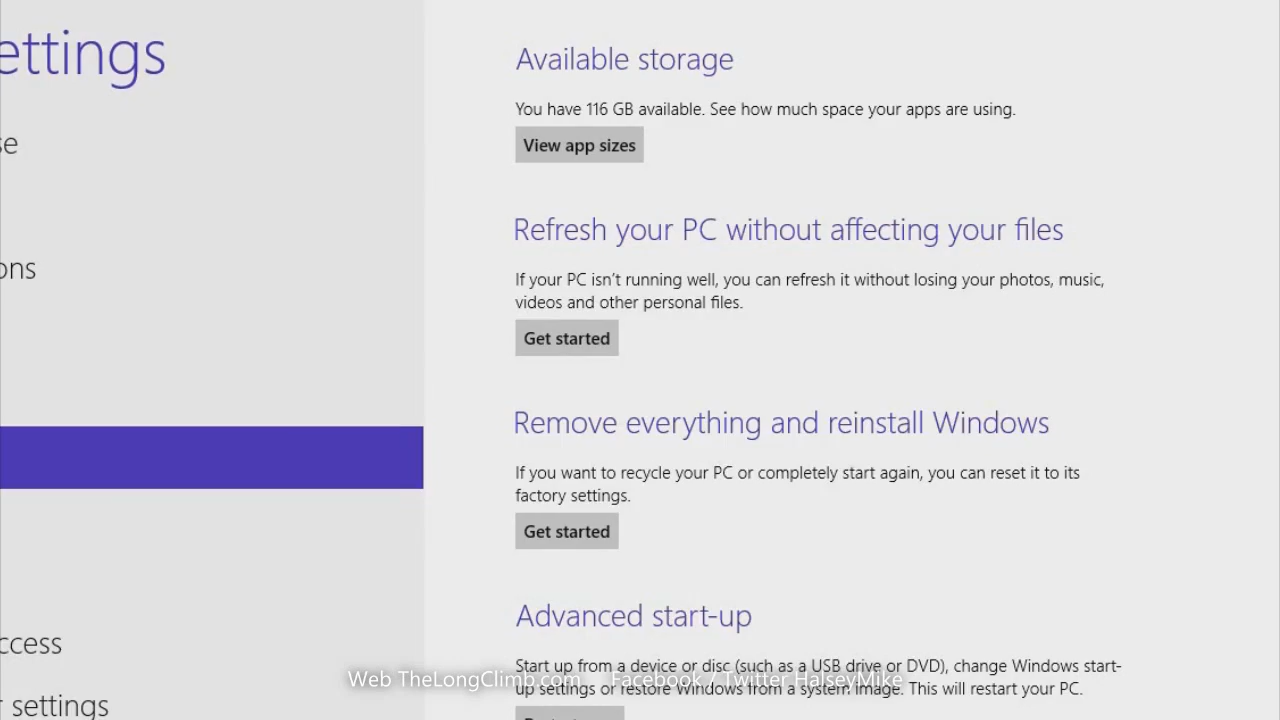 ettings
se
ons
ccess
r settings
Available storage
You have 116 GB available. See how much space your apps are using.
View app sizes
Refresh your PC without affecting your files
If your PC isn't running well, you can refresh it without losing your photos, music,
videos and other personal files.
Get started
Remove everything and reinstall Windows
If you want to recycle your PC or completely start again, you can reset it to its
factory settings.
Get started
Advanced start-up
Start up from a device or disc (such as a USB drive or DVD), change Windows start-
up settings or restore Windows from a system image. This will restart your PC.
Web TheLongClimb.com Facebook / Twitter HalseyMike